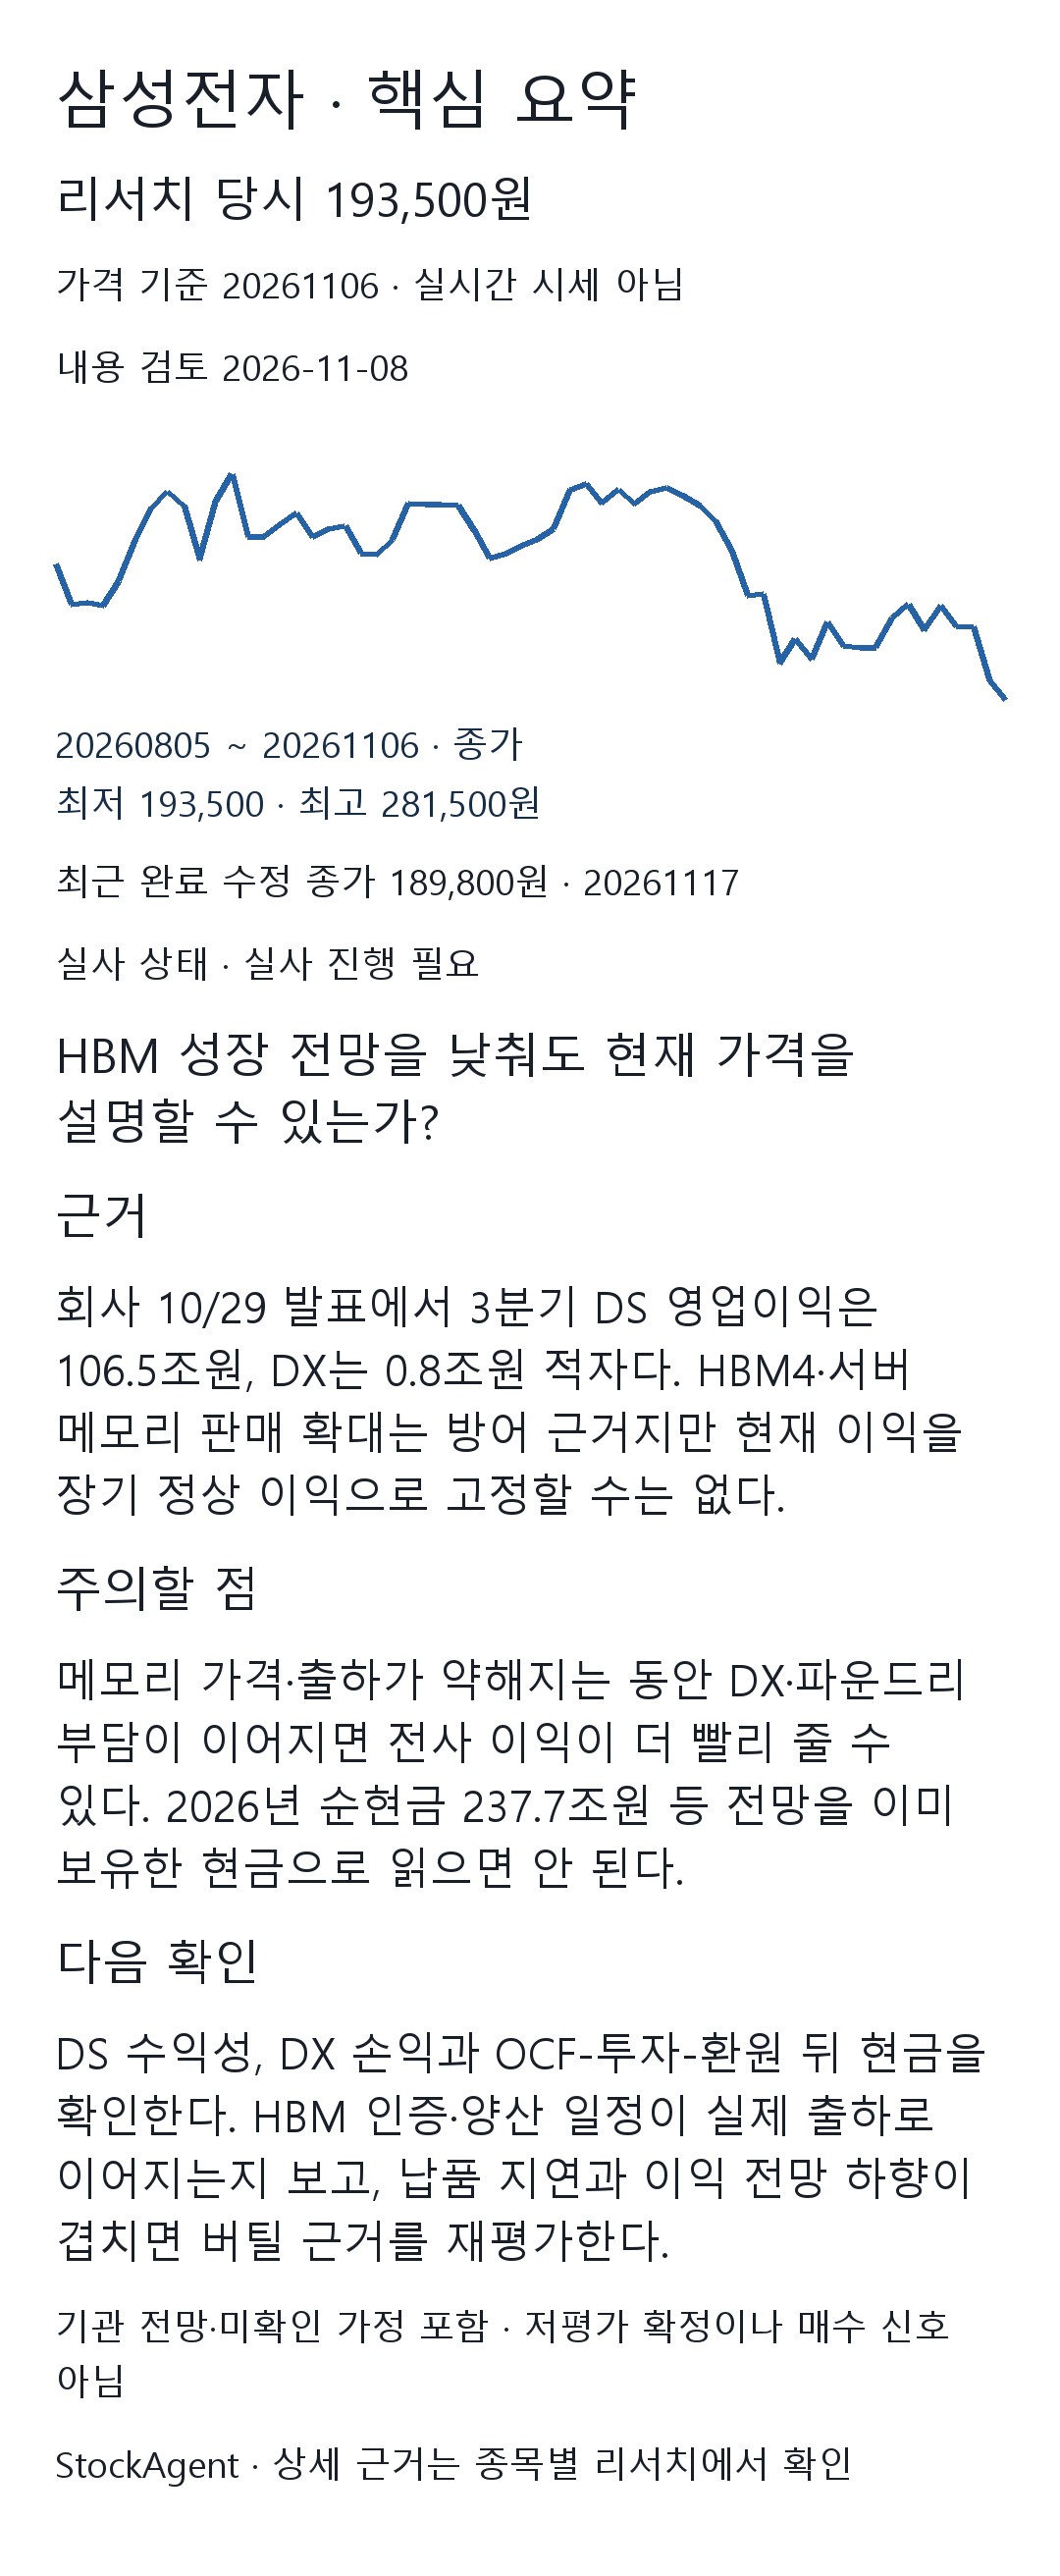 삼성전자 · 핵심 요약
리서치 당시 193,500원
가격 기준 20261106 · 실시간 시세 아님
내용 검토 2026-11-08
20260805 ~ 20261106 · 종가
최저 193,500 · 최고 281,500원
최근 완료 수정 종가 189,800원 · 20261117
실사 상태 · 실사 진행 필요
HBM 성장 전망을 낮춰도 현재 가격을
설명할 수 있는가?
근거
회사 10/29 발표에서 3분기 DS 영업이익은
106.5조원, DX는 0.8조원 적자다. HBM4·서버
메모리 판매 확대는 방어 근거지만 현재 이익을
장기 정상 이익으로 고정할 수는 없다.
주의할 점
메모리 가격·출하가 약해지는 동안 DX·파운드리
부담이 이어지면 전사 이익이 더 빨리 줄 수
있다. 2026년 순현금 237.7조원 등 전망을 이미
보유한 현금으로 읽으면 안 된다.
다음 확인
DS 수익성, DX 손익과 OCF-투자-환원 뒤 현금을
확인한다. HBM 인증·양산 일정이 실제 출하로
이어지는지 보고, 납품 지연과 이익 전망 하향이
겹치면 버틸 근거를 재평가한다.
기관 전망·미확인 가정 포함 · 저평가 확정이나 매수 신호
아님
StockAgent · 상세 근거는 종목별 리서치에서 확인